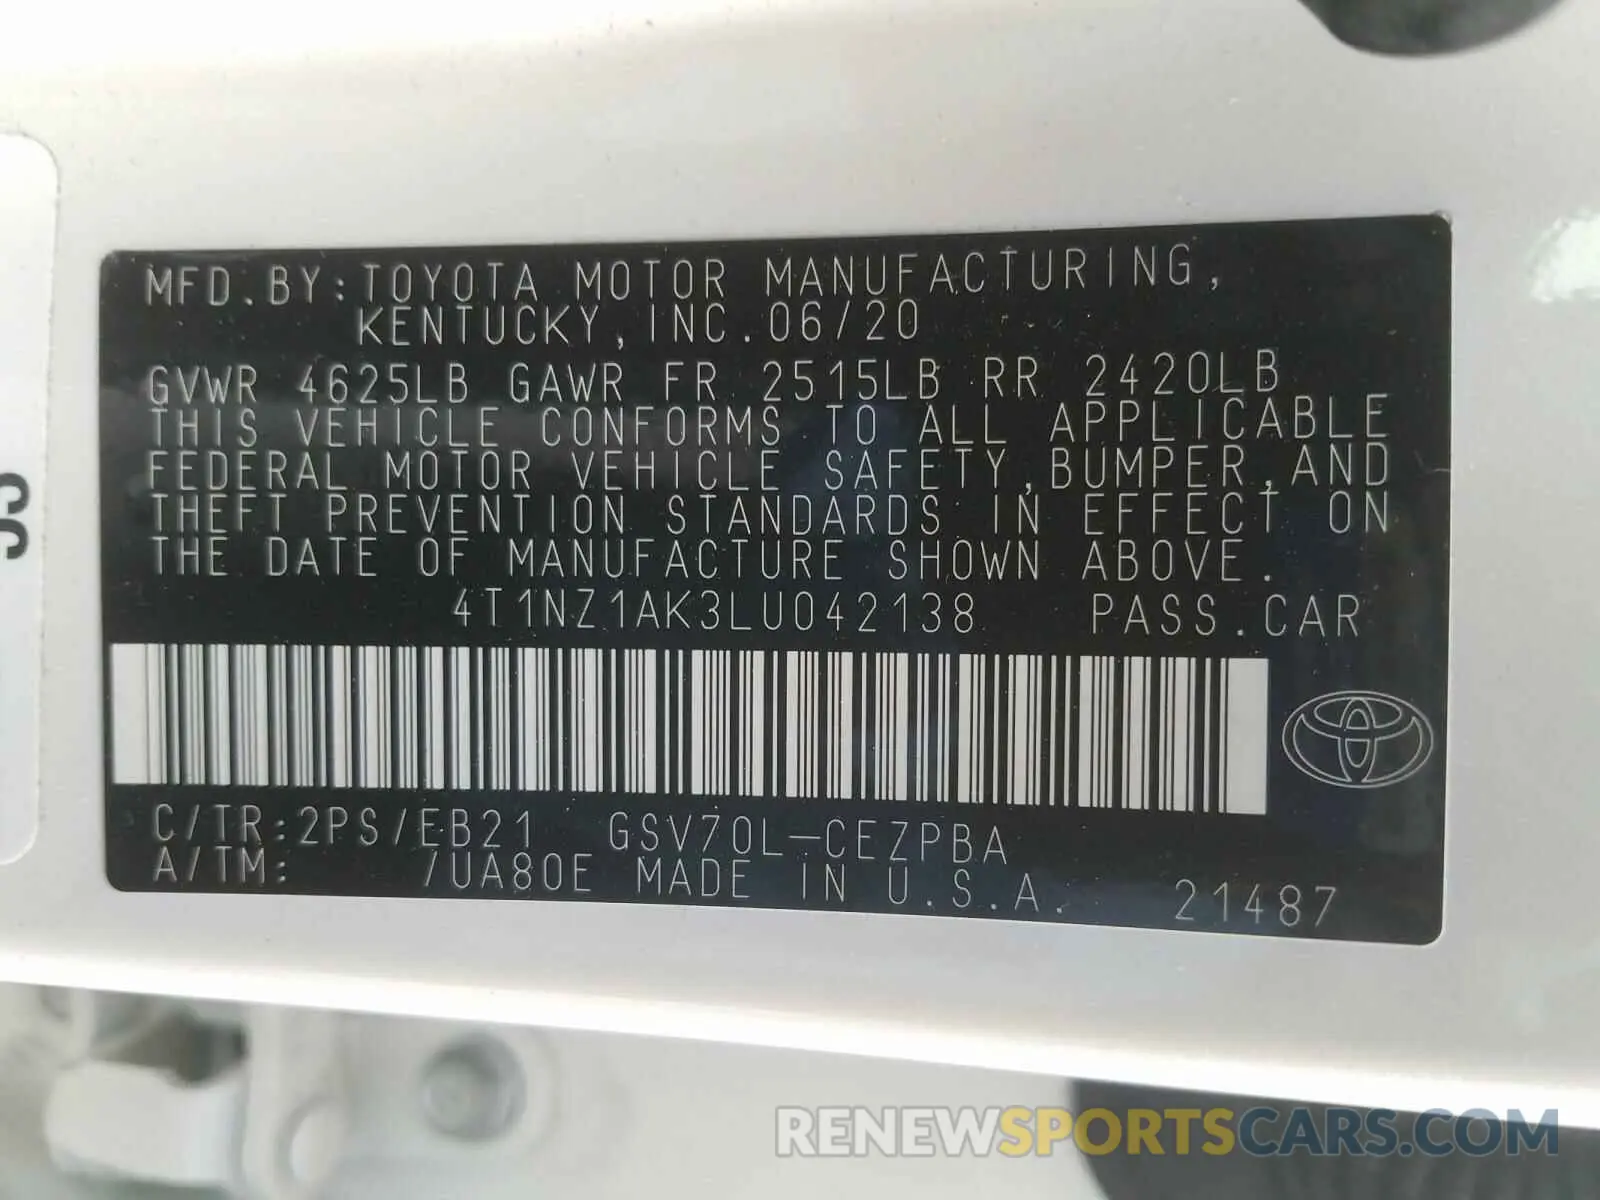 MFD.BY:TOYOTA MOTOR MANUFACTURING,
KENTUCKY,INC.06/20
GVWR 4625LB GAWR FR 2515LB RR 2420LB
THIS VEHICLE CONFORMS TO ALL APPLICABLE
FEDERAL MOTOR VEHICLE SAFETY,BUMPER,AND
THEFT PREVENTION STANDARDS IN EFFECT ON
THE DATE OF MANUFACTURE SHOWN ABOVE.
4T1NZ1AK3LU042138 PASS.CAR
C/TR:2PS/EB21 GSV70L-CEZPBA
A/TM: /UA80E MADE IN U.S.A. 21487
RENEWSPORTSCARS.COM